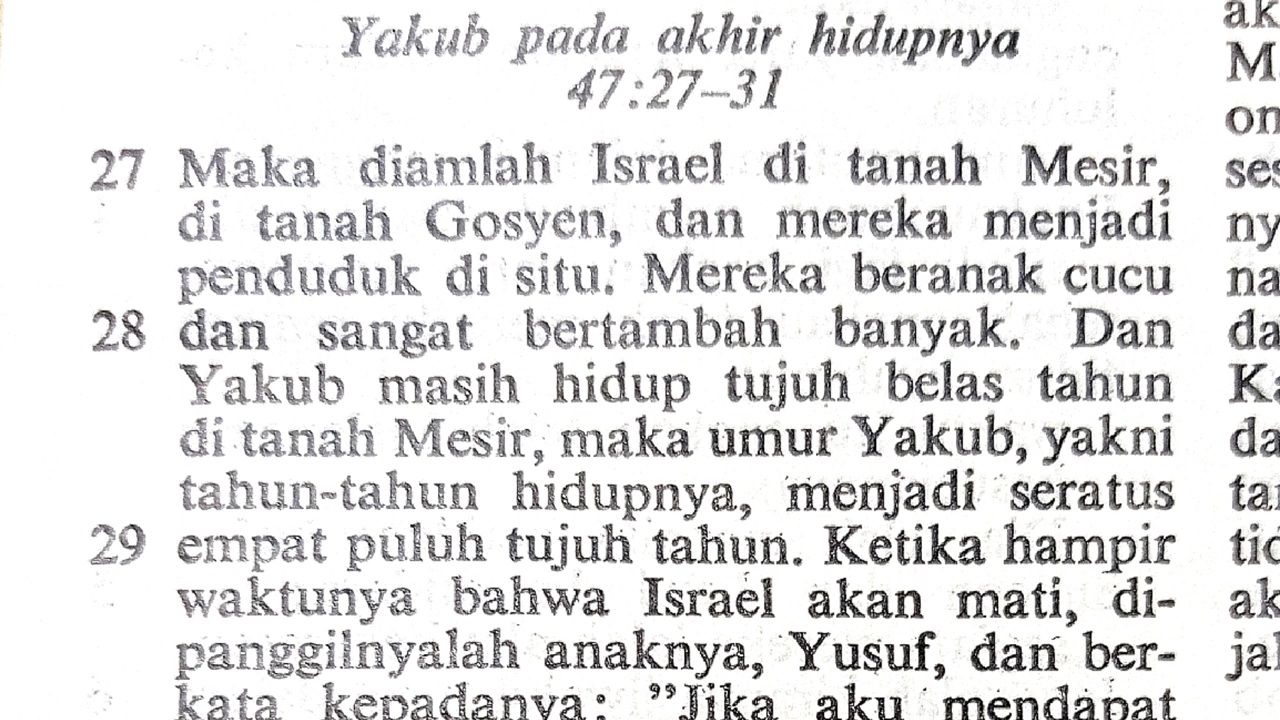 Yakub pada akhir hidupnya
47:27–31
27 Maka diamlah Israel di tanah Mesir,
di tanah Gosyen, dan mereka menjadi
penduduk di situ. Mereka beranak cucu
28 dan sangat bertambah banyak. Dan
Yakub masih hidup tujuh belas tahun
di tanah Mesir, maka umur Yakub, yakni
tahun-tahun hidupnya, menjadi seratus
29 empat puluh tujuh tahun. Ketika hampir
waktunya bahwa Israel akan mati, di-
panggilnyalah anaknya, Yusuf, dan ber-
kata kepadanya: ”Jika aku mendapat